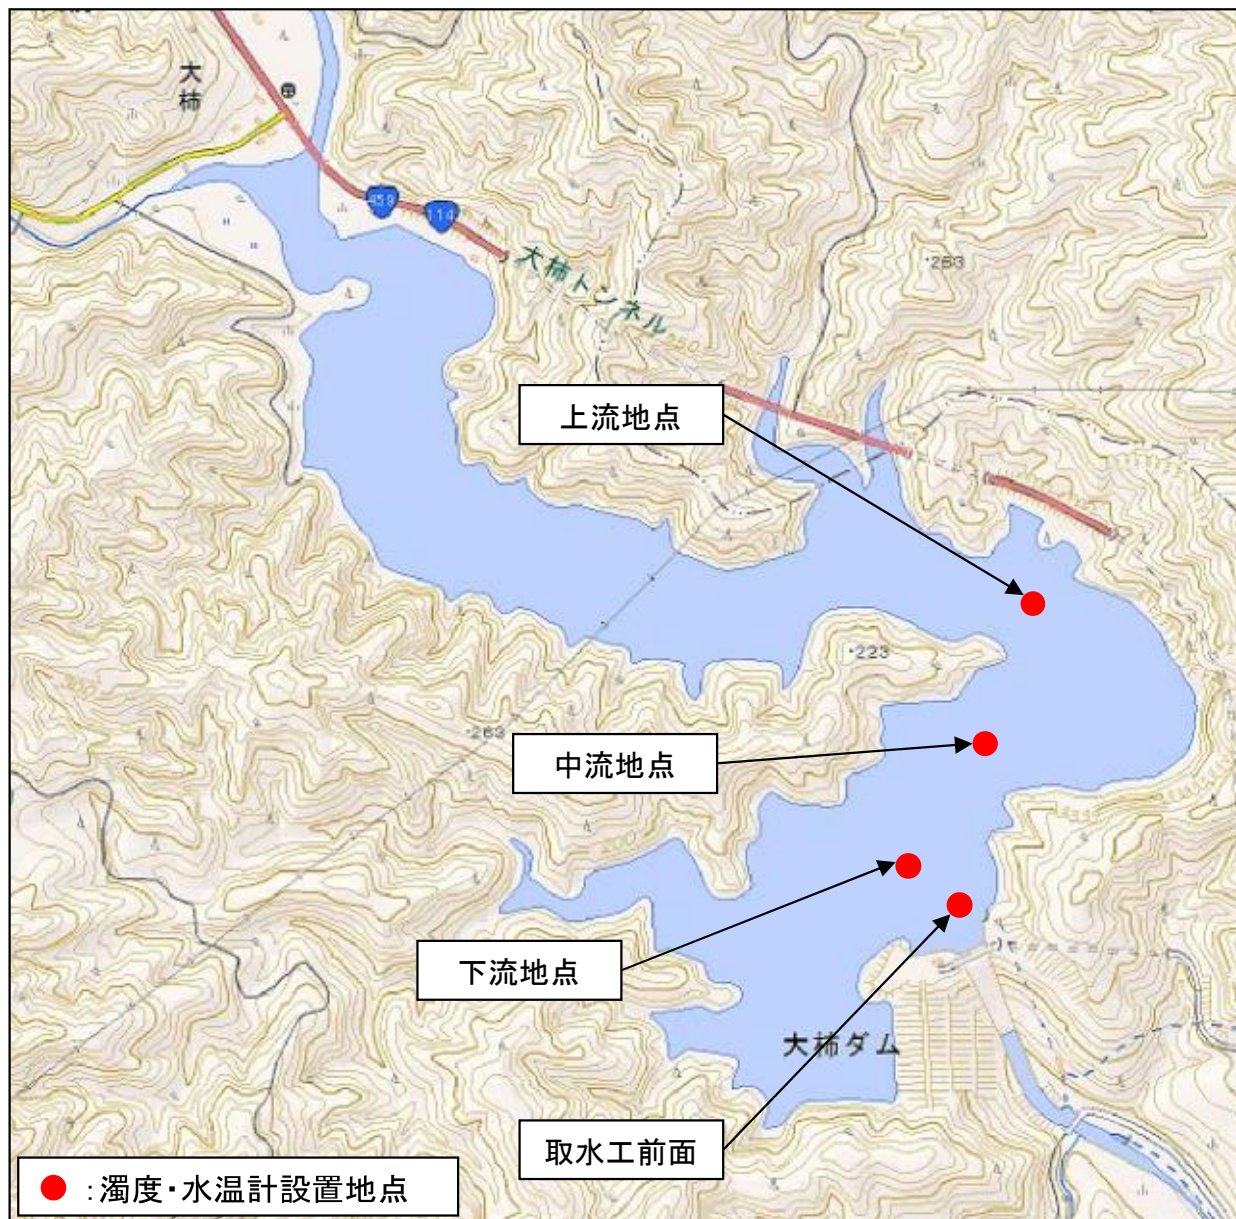 大柿
459
114
大柿トンネル
263
上流地点
223
263
中流地点
200
下流地点
大柿ダム
取水工前面
:濁度・水温計設置地点